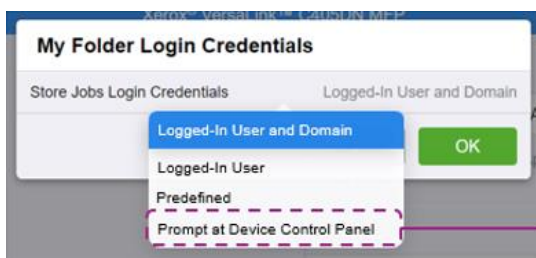 Xerox® VersaLink™ C405DN MFP
My Folder Login Credentials
Store Jobs Login Credentials Logged-In User and Domain
Logged-In User and Domain
OK
Logged-In User
Predefined
Prompt at Device Control Panel